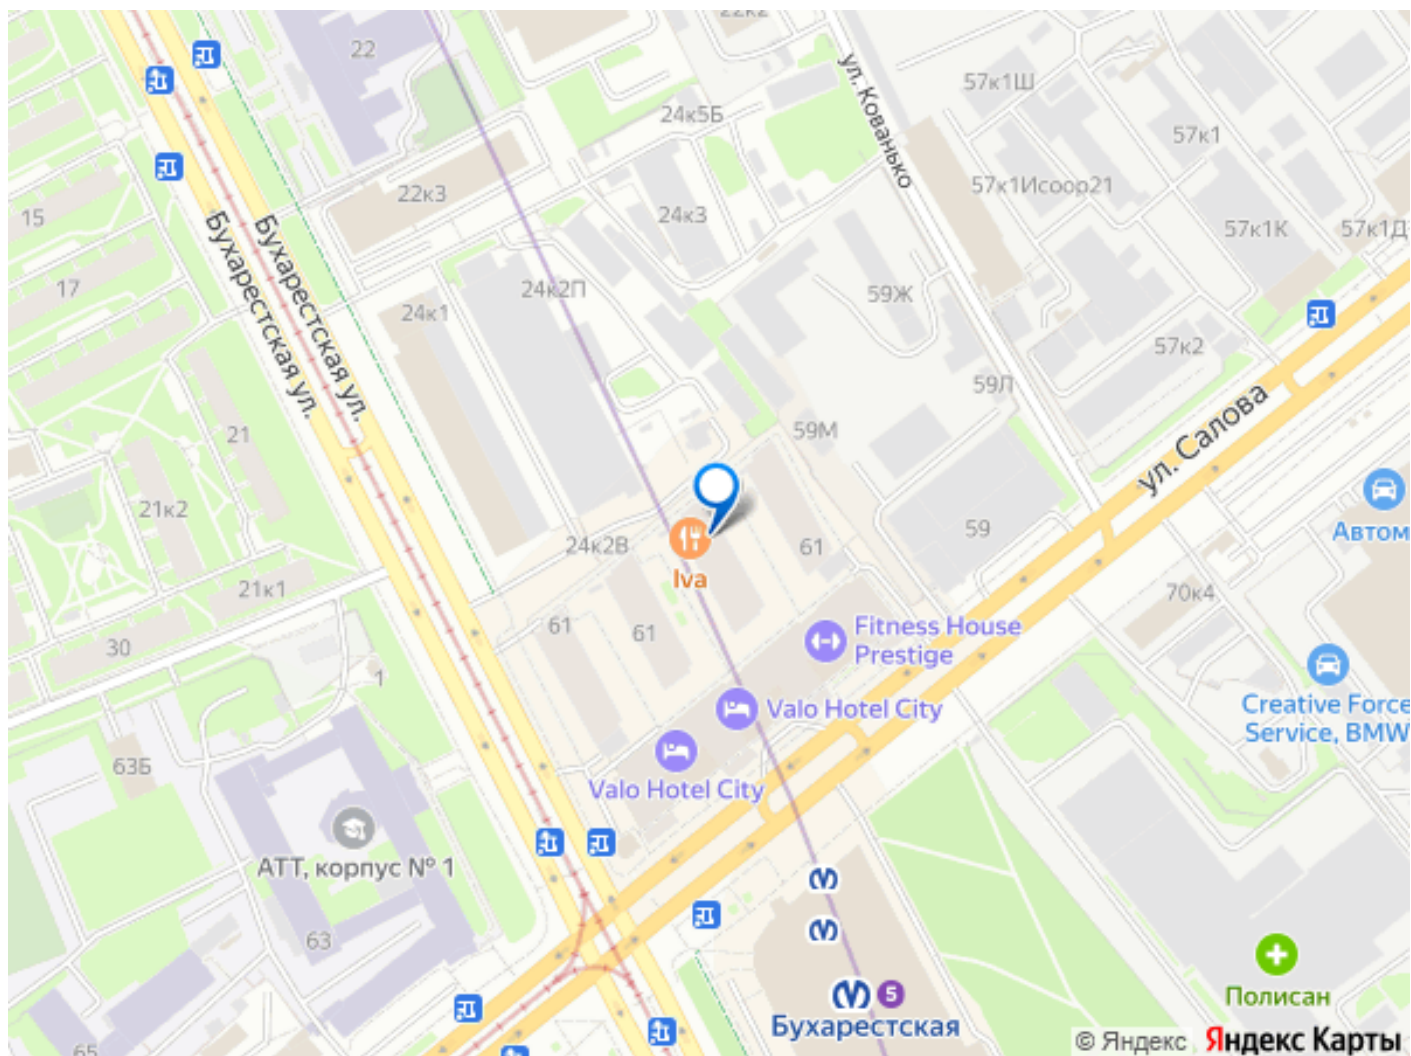 22к2
22
ул. Кованько
57к1Ш
24к5Б
57к1
22к3
57к1Исоор21
15
24к3
57к1К
57к1Д
Бухарестская ул.
Бухарестская ул.
17
24к2П
59Ж
24к1
57к2
59Л
ул. Салова
21
59М
21к2
59
Автом
24к2В
61
Iva
21к1
70к4
61
61
Fitness House
Prestige
30
1
Valo Hotel City
Creative Force
Service, BMW
63Б
Valo Hotel City
АТТ, корпус № 1
63
5
Полисан
Бухарестская
65
© Яндекс
Яндекс Карты